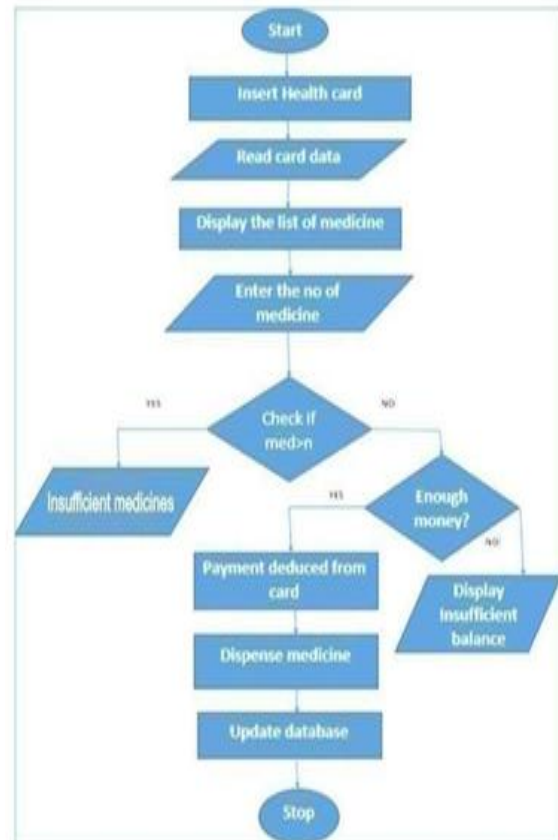 Start
Insert Health card
Read card data
Display the list of medicine
Enter the no of
medicine
YES
Check if
med>n
NO
Insufficient medicines
YES
Enough
money?
NO
Payment deduced from
card
Display
Insufficient
balance
Dispense medicine
Update database
Stop